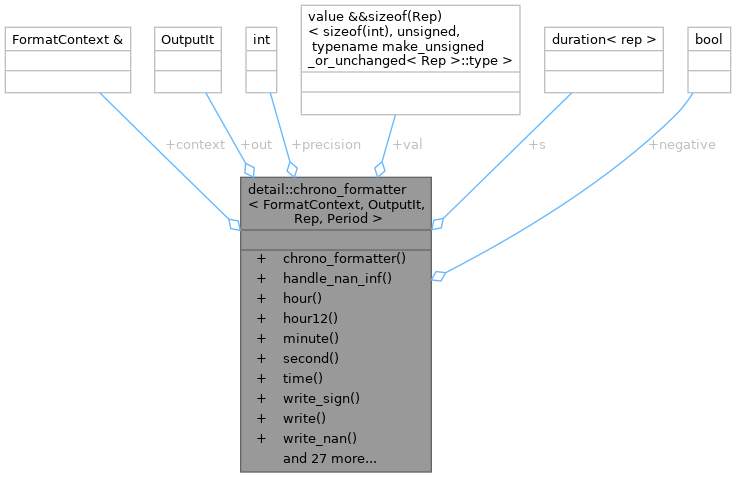 FormatContext &
OutputIt
int
value &&sizeof(Rep)
< sizeof(int), unsigned,
typename make_unsigned
_or_unchanged< Rep >::type >
duration< rep >
bool
+context
+out
+precision
+val
+s
+negative
detail::chrono_formatter
< FormatContext, OutputIt,
Rep, Period >
+ chrono_formatter()
+ handle_nan_inf()
+ hour()
+ hour12()
+ minute()
+ second()
+ time()
+ write_sign()
+ write()
+ write_nan()
and 27 more...